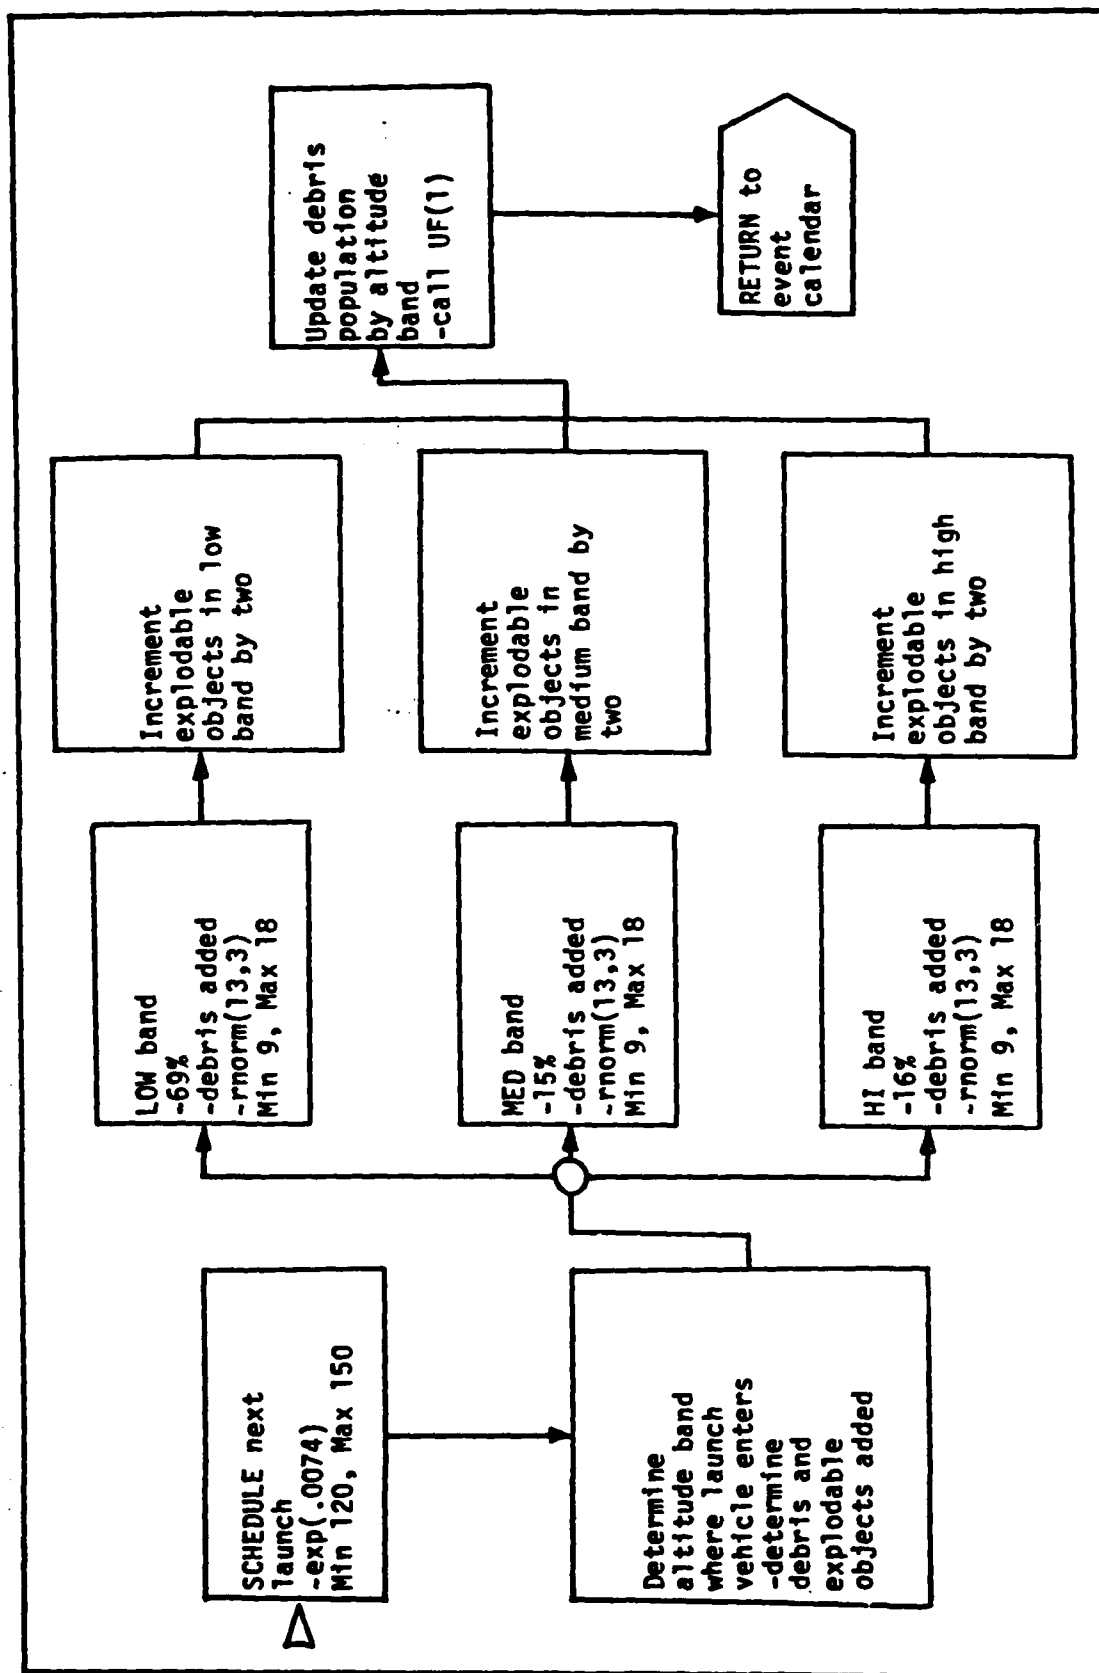 SCHEDULE next
launch
~exp(.0074)
Min 120, Max 150
Determine
altitude band
where launch
vehicle enters
-determine
debris and
explodable
objects added
LOW band
-69%
-debris added
~rnorm(13,3)
Min 9, Max 18
MED band
-15%
-debris added
~rnorm(13,3)
Min 9, Max 18
HI band
-16%
-debris added
~rnorm(13,3)
Min 9, Max 18
Increment
explodable
objects in low
band by two
Increment
explodable
objects in
medium band by
two
Increment
explodable
objects in high
band by two
Update debris
population
by altitude
band
-call UF(1)
RETURN to
event
calendar